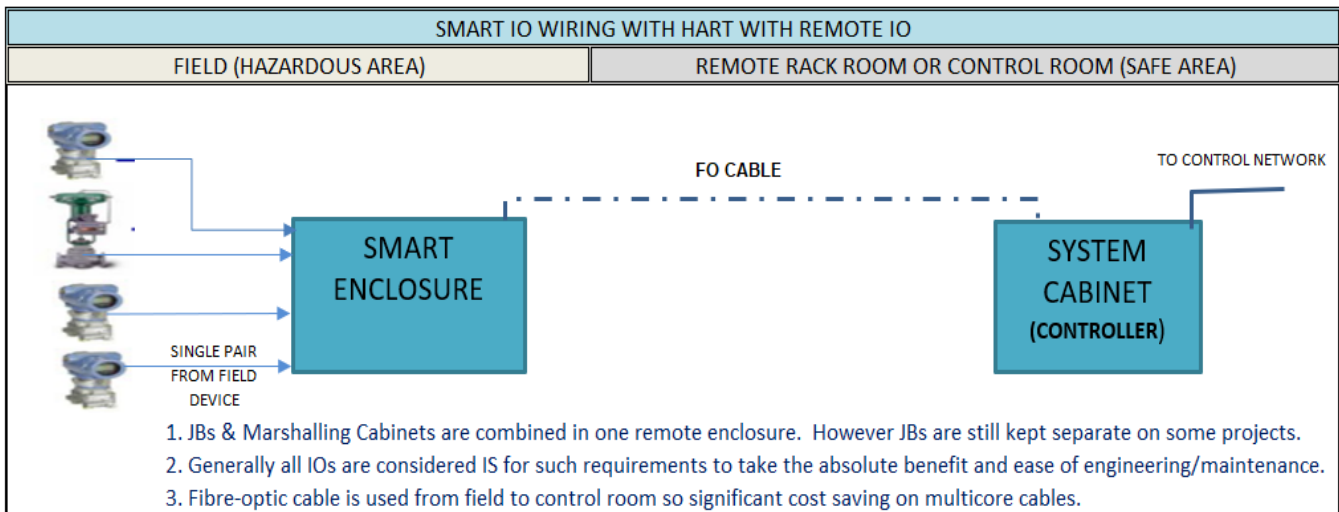 SMART IO WIRING WITH HART WITH REMOTE IO
FIELD (HAZARDOUS AREA)
REMOTE RACK ROOM OR CONTROL ROOM (SAFE AREA)
FO CABLE
TO CONTROL NETWORK
SMART
ENCLOSURE
SYSTEM
CABINET
(CONTROLLER)
SINGLE PAIR
FROM FIELD
DEVICE
1. JBs & Marshalling Cabinets are combined in one remote enclosure. However JBs are still kept separate on some projects.
2. Generally all IOs are considered IS for such requirements to take the absolute benefit and ease of engineering/maintenance.
3. Fibre-optic cable is used from field to control room so significant cost saving on multicore cables.